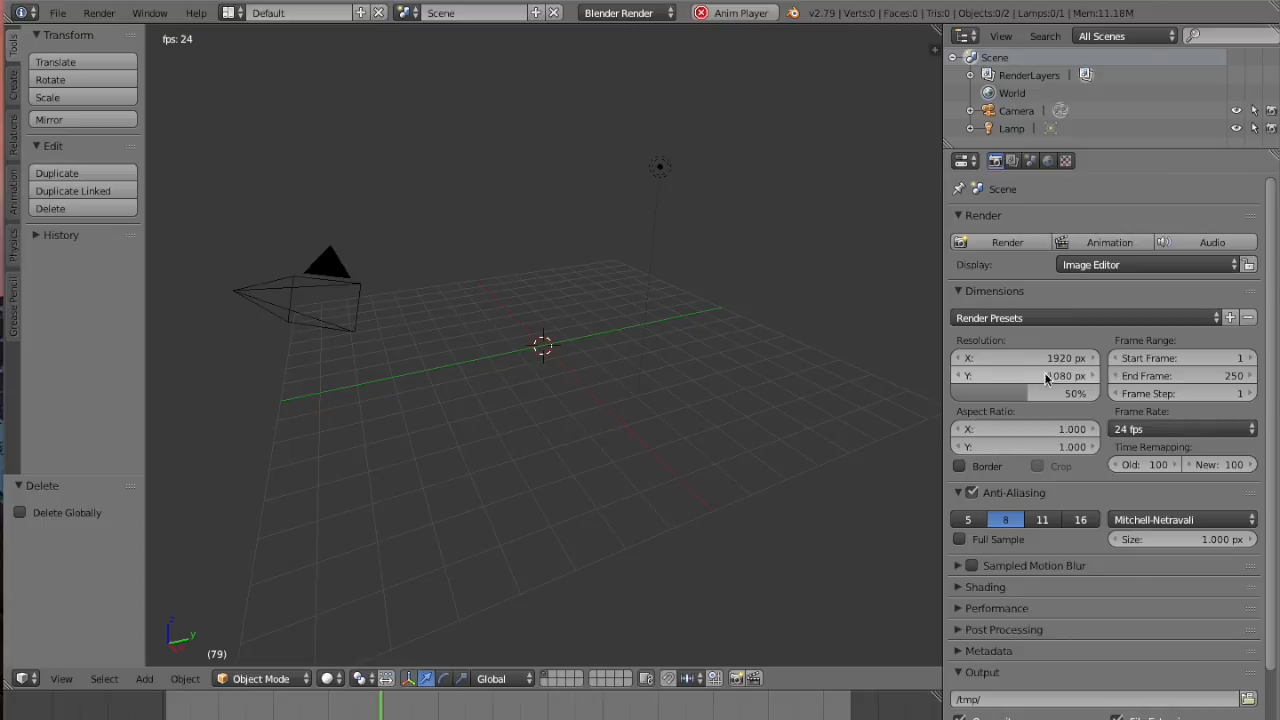 File Render Window Help Default Scene Blender Render Anim Player v2.79 | Verts:0 | Faces:0 | Tris:0 | Objects:0/2 | Lamps:0/1 | Mem:11.18M
fps: 24
Tools
Create
Relations
Animation
Physics
Grease Pencil
Transform
Translate
Rotate
Scale
Mirror
Edit
Duplicate
Duplicate Linked
Delete
History
Delete
Delete Globally
z
y
(79)
View Select Add Object Object Mode Global
View Search All Scenes
Scene
RenderLayers
World
Camera
Lamp
Scene
Render
Render Animation Audio
Display: Image Editor
Dimensions
Render Presets
Resolution: Frame Range:
X: 1920 px Start Frame: 1
Y: 1080 px End Frame: 250
50% Frame Step: 1
Aspect Ratio: Frame Rate:
X: 1.000 24 fps
Y: 1.000 Time Remapping:
Border Crop Old: 100 New: 100
Anti-Aliasing
5 8 11 16 Mitchell-Netravali
Full Sample Size: 1.000 px
Sampled Motion Blur
Shading
Performance
Post Processing
Metadata
Output
/tmp/